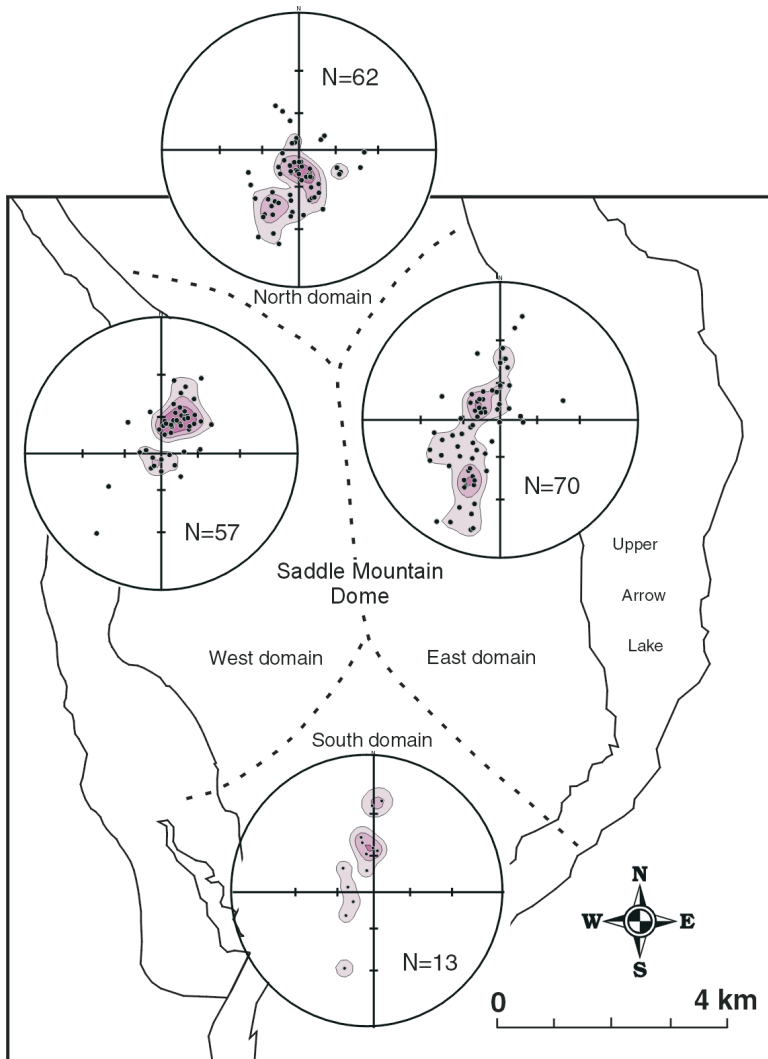 N
N=62
North domain
N
N
N=70
N=57
Upper
Arrow
Lake
Saddle Mountain
Dome
West domain
East domain
South domain
N
N=13
N
W
E
S
0
4 km